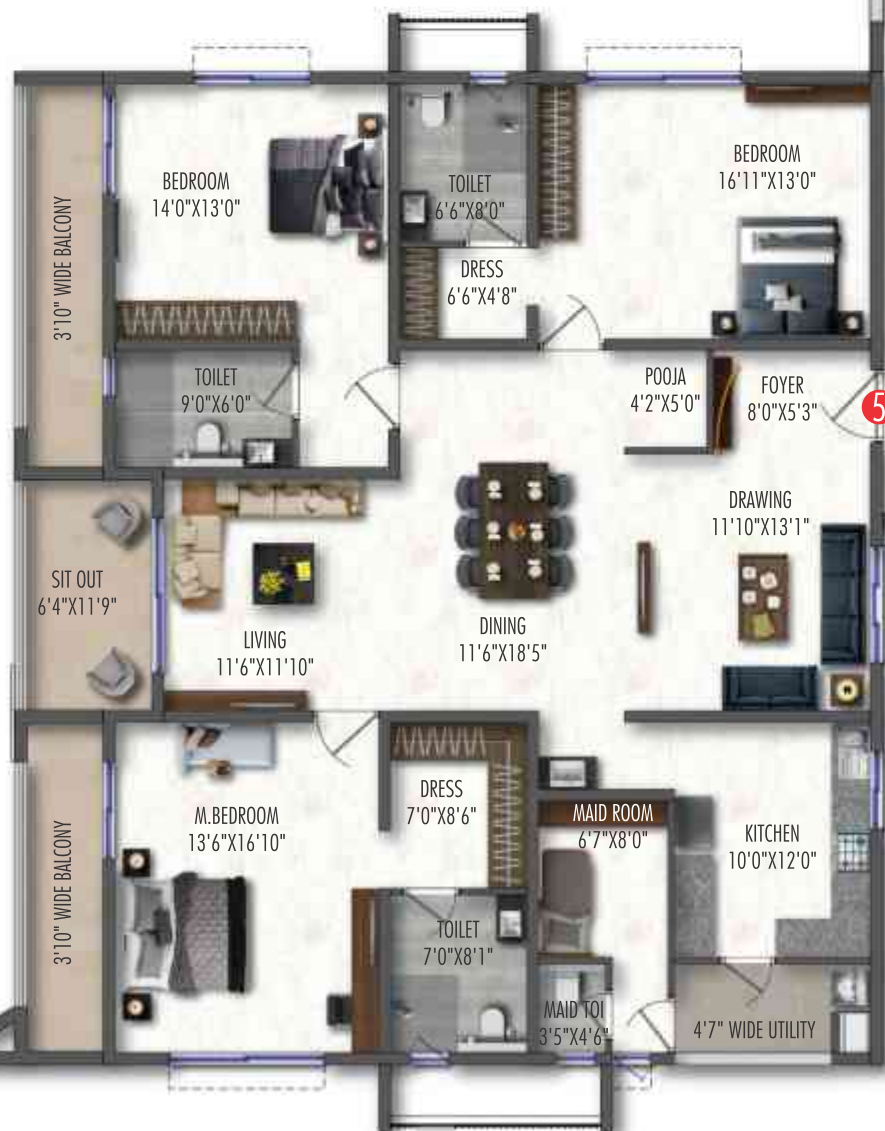 BEDROOM
14'0"X13'0"
TOILET
6'6"X8'0"
BEDROOM
16'11"X13'0"
3'10" WIDE BALCONY
DRESS
6'6"X4'8"
TOILET
9'0"X6'0"
POOJA
4'2"X5'0"
FOYER
8'0"X5'3"
5
DRAWING
11'10"X13'1"
SIT OUT
6'4"X11'9"
LIVING
11'6"X11'10"
DINING
11'6"X18'5"
M.BEDROOM
13'6"X16'10"
DRESS
7'0"X8'6"
MAID ROOM
6'7"X8'0"
KITCHEN
10'0"X12'0"
3'10" WIDE BALCONY
TOILET
7'0"X8'1"
MAID TOI
3'5"X4'6"
4'7" WIDE UTILITY